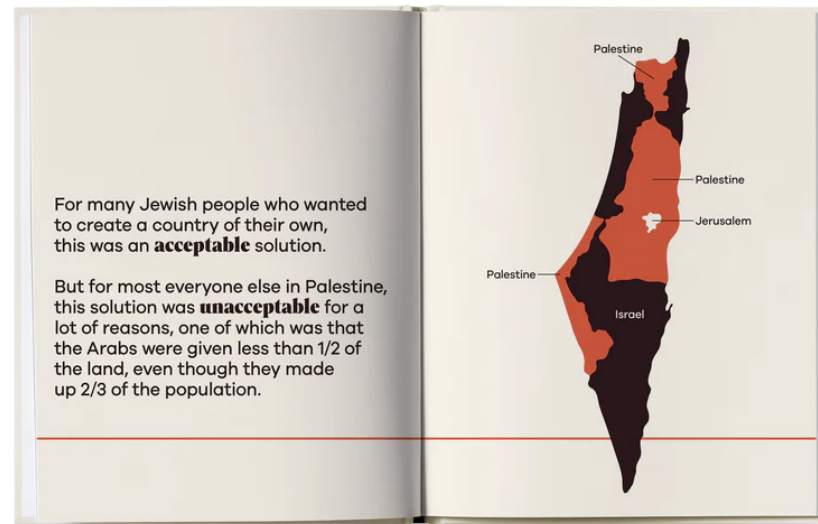 For many Jewish people who wanted
to create a country of their own,
this was an acceptable solution.
But for most everyone else in Palestine,
this solution was unacceptable for a
lot of reasons, one of which was that
the Arabs were given less than 1/2 of
the land, even though they made
up 2/3 of the population.
Palestine
Palestine
Jerusalem
Palestine
Israel